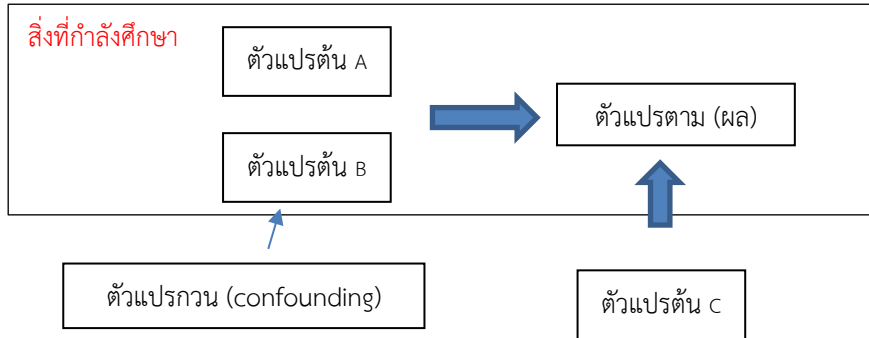 สิ่งที่กำลังศึกษา
ตัวแปรต้น A
ตัวแปรตาม (ผล)
ตัวแปรต้น B
ตัวแปรกวน (confounding)
ตัวแปรต้น C